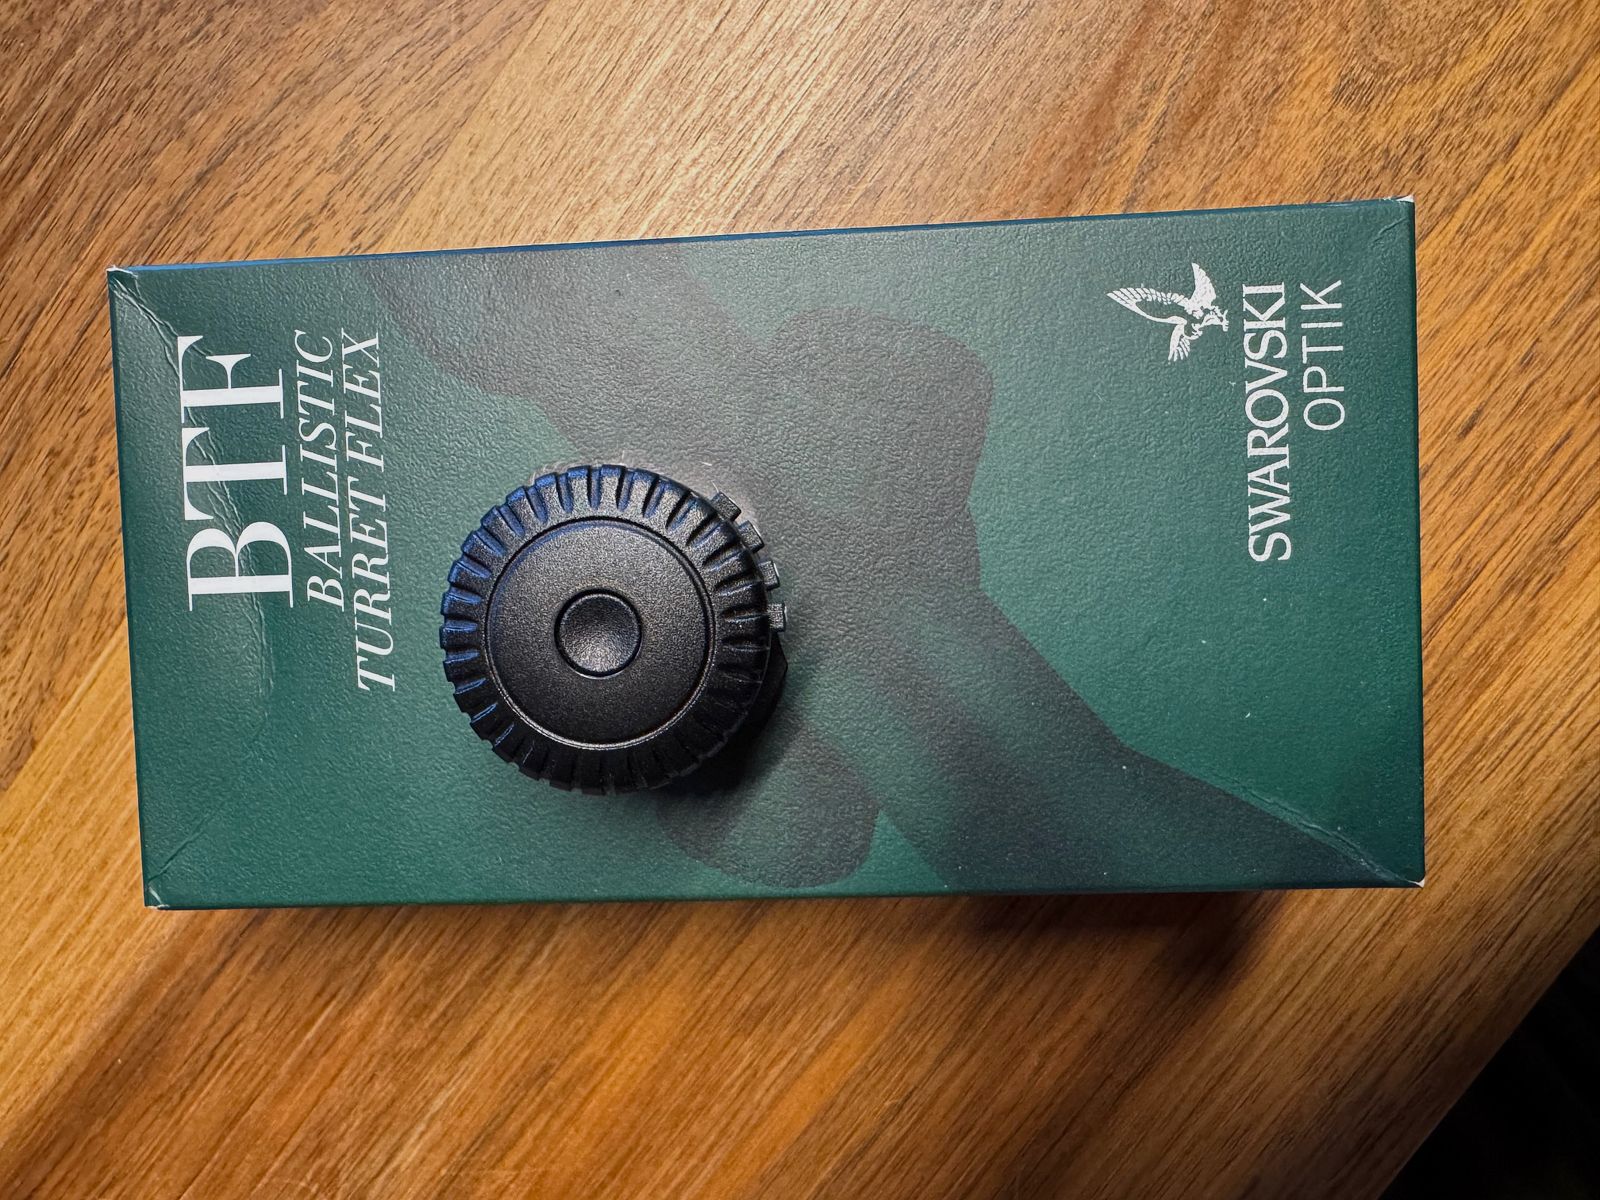 BTF
BALLISTIC
TURRET FLEX
SWAROVSKI
OPTIK